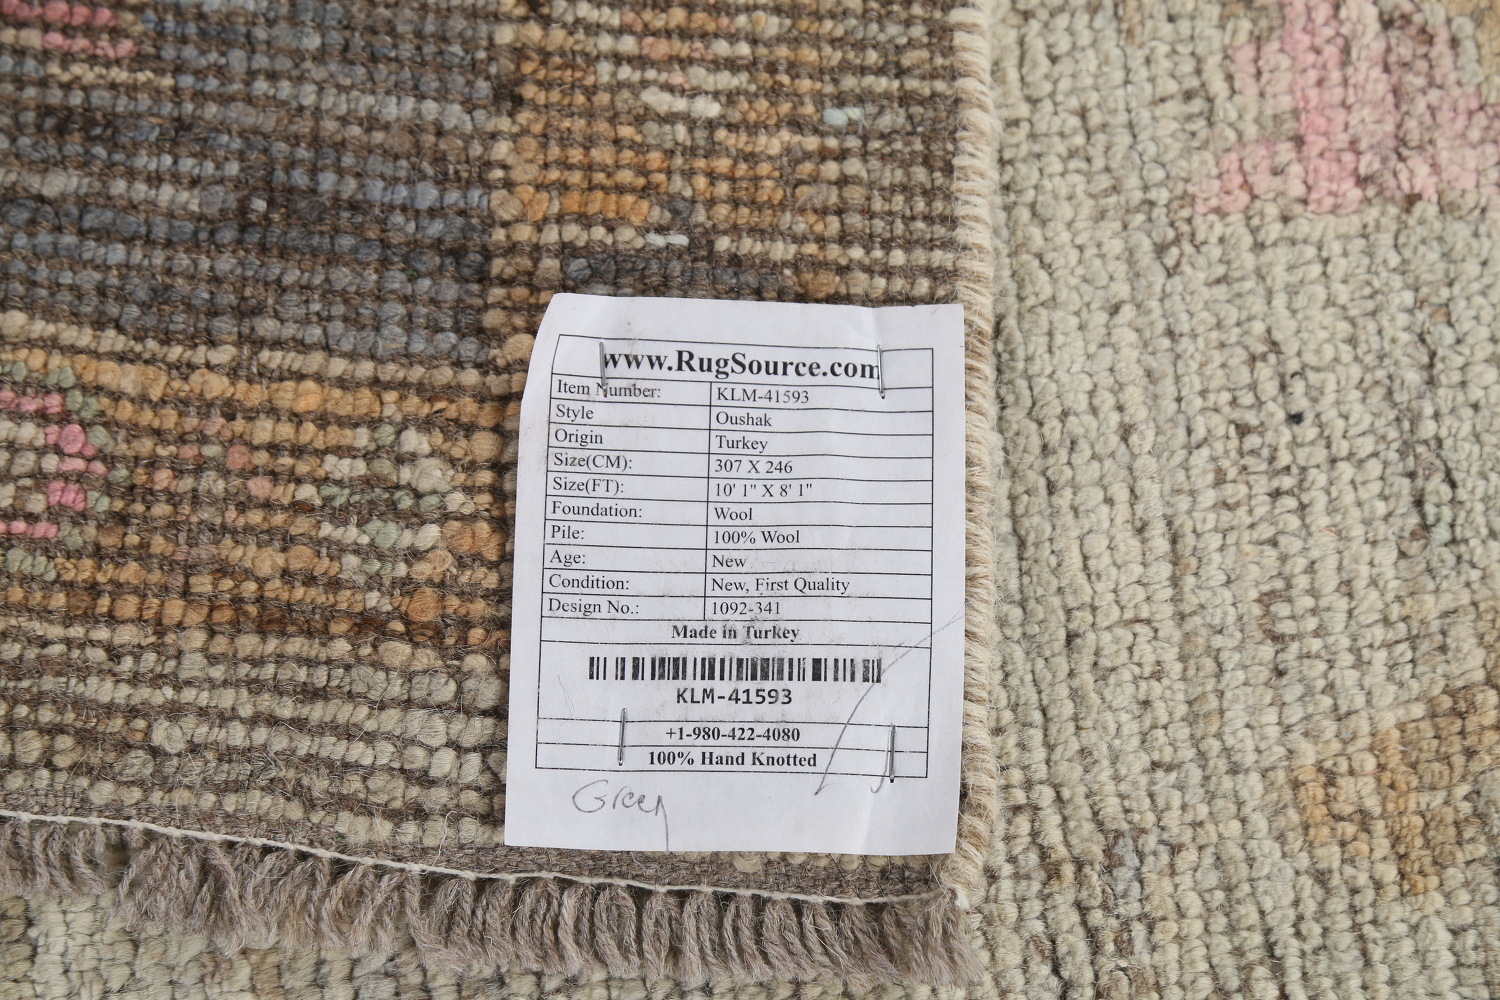 www.RugSource.com
Item Number: KLM-41593
Style Oushak
Origin Turkey
Size(CM): 307 X 246
Size(FT): 10' 1" X 8' 1"
Foundation: Wool
Pile: 100% Wool
Age: New
Condition: New, First Quality
Design No.: 1092-341
Made in Turkey
KLM-41593
+1-980-422-4080
100% Hand Knotted
Green